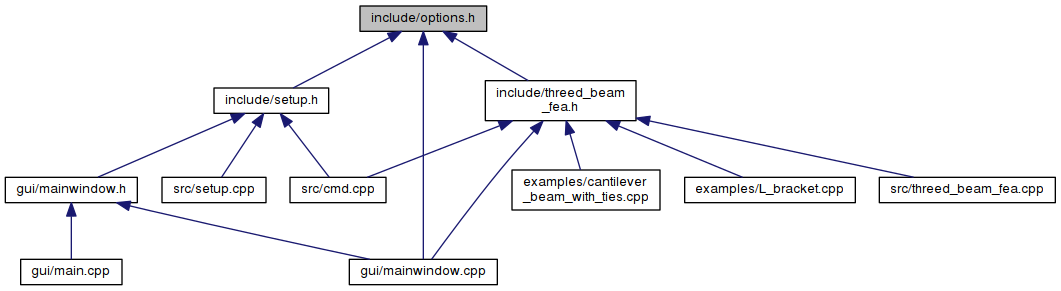 include/options.h
include/setup.h
include/threed_beam
_fea.h
gui/mainwindow.h
src/setup.cpp
src/cmd.cpp
examples/cantilever
_beam_with_ties.cpp
examples/L_bracket.cpp
src/threed_beam_fea.cpp
gui/main.cpp
gui/mainwindow.cpp